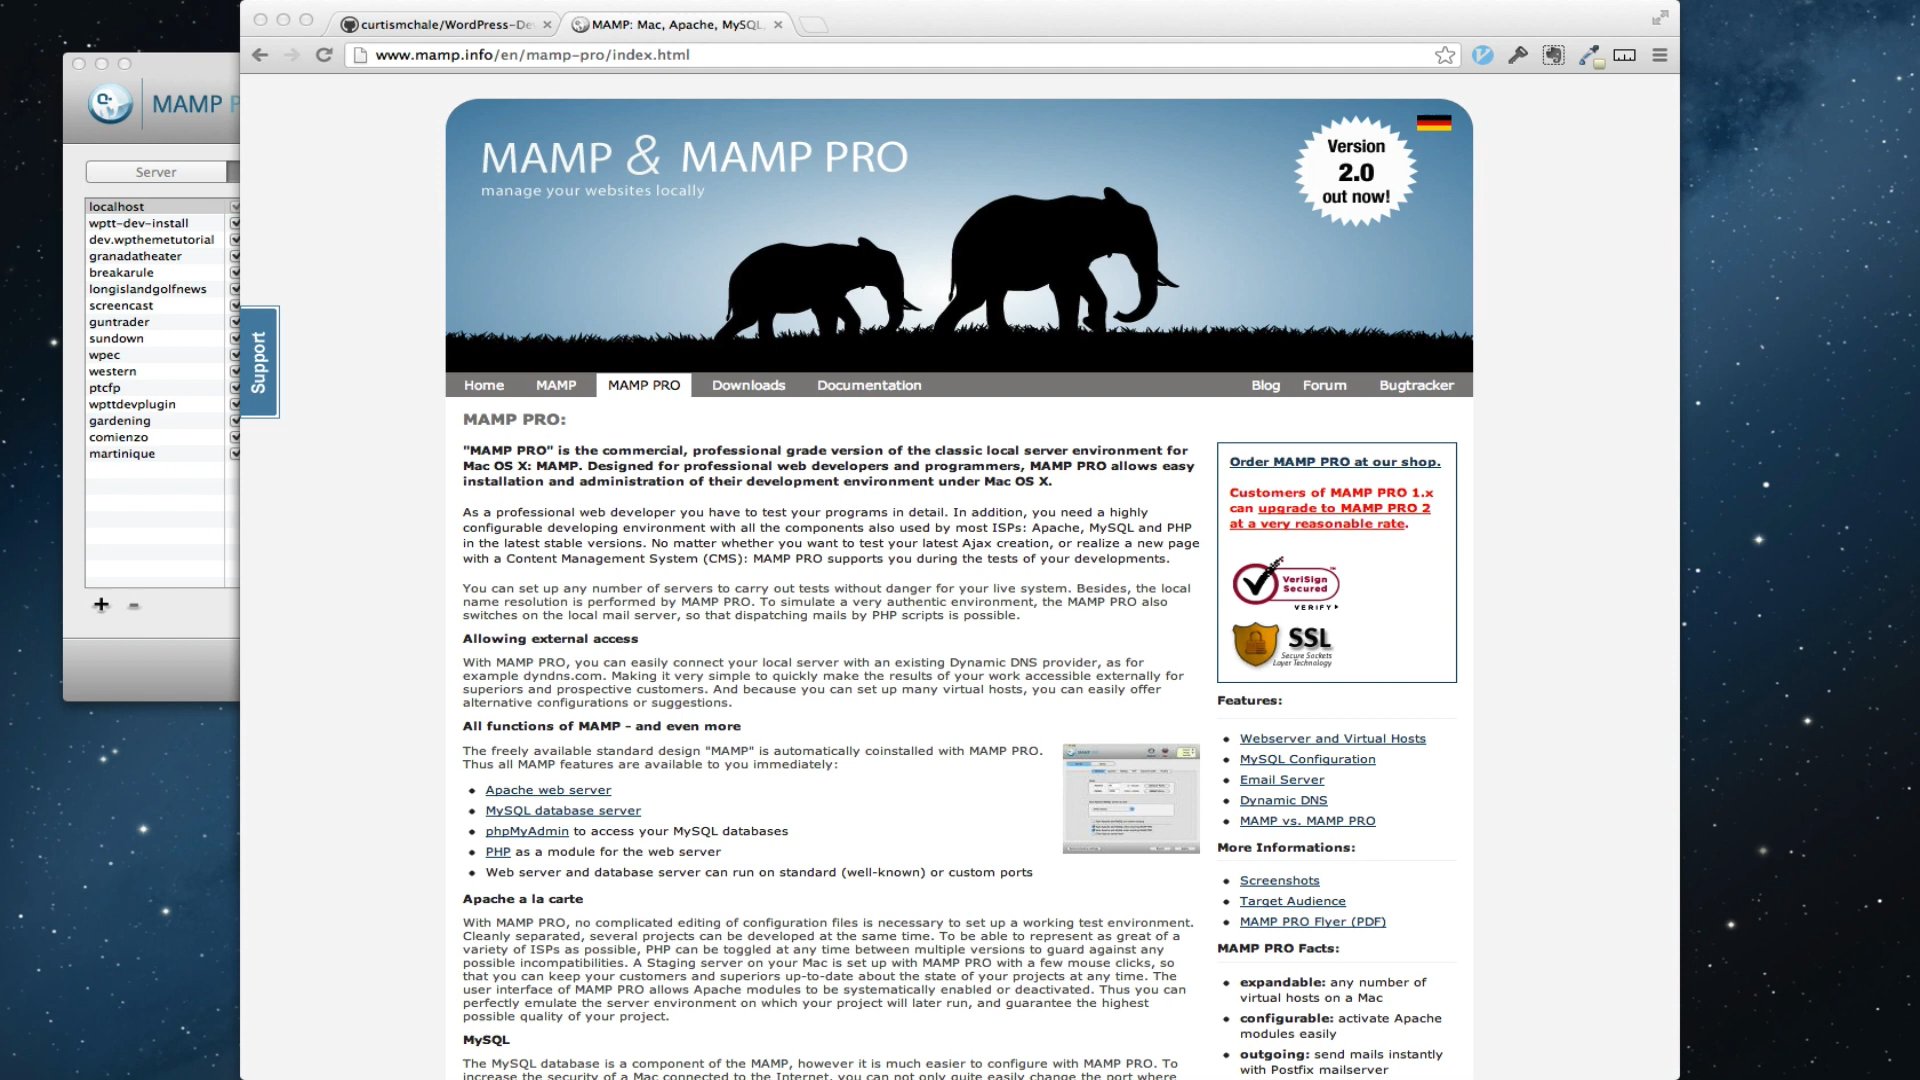 curtismchale/WordPress-De
MAMP: Mac, Apache, MySQL,
www.mamp.info/en/mamp-pro/index.html
MAMP P
Server
localhost
wptt-dev-install
dev.wpthemetutorial
granadatheater
breakarule
longislandgolfnews
screencast
guntrader
sundown
wpec
western
ptcfp
wpttdevplugin
gardening
comienzo
martinique
Support
MAMP & MAMP PRO
manage your websites locally
Version
2.0
out now!
Home MAMP MAMP PRO Downloads Documentation Blog Forum Bugtracker
MAMP PRO:
"MAMP PRO" is the commercial, professional grade version of the classic local server environment for
Mac OS X: MAMP. Designed for professional web developers and programmers, MAMP PRO allows easy
installation and administration of their development environment under Mac OS X.
As a professional web developer you have to test your programs in detail. In addition, you need a highly
configurable developing environment with all the components also used by most ISPs: Apache, MySQL and PHP
in the latest stable versions. No matter whether you want to test your latest Ajax creation, or realize a new page
with a Content Management System (CMS): MAMP PRO supports you during the tests of your developments.
You can set up any number of servers to carry out tests without danger for your live system. Besides, the local
name resolution is performed by MAMP PRO. To simulate a very authentic environment, the MAMP PRO also
switches on the local mail server, so that dispatching mails by PHP scripts is possible.
Allowing external access
With MAMP PRO, you can easily connect your local server with an existing Dynamic DNS provider, as for
example dyndns.com. Making it very simple to quickly make the results of your work accessible externally for
superiors and prospective customers. And because you can set up many virtual hosts, you can easily offer
alternative configurations or suggestions.
All functions of MAMP - and even more
The freely available standard design "MAMP" is automatically coinstalled with MAMP PRO.
Thus all MAMP features are available to you immediately:
Apache web server
MySQL database server
phpMyAdmin to access your MySQL databases
PHP as a module for the web server
Web server and database server can run on standard (well-known) or custom ports
Apache a la carte
With MAMP PRO, no complicated editing of configuration files is necessary to set up a working test environment.
Cleanly separated, several projects can be developed at the same time. To be able to represent as great of a
variety of ISPs as possible, PHP can be toggled at any time between multiple versions to guard against any
possible incompatibilities. A Staging server on your Mac is set up with MAMP PRO with a few mouse clicks, so
that you can keep your customers and superiors up-to-date about the state of your projects at any time. The
user interface of MAMP PRO allows Apache modules to be systematically enabled or deactivated. Thus you can
perfectly emulate the server environment on which your project will later run, and guarantee the highest
possible quality of your project.
MySQL
The MySQL database is a component of the MAMP, however it is much easier to configure with MAMP PRO. To
increase the security of a Mac connected to the Internet, you can not only quite easily change the port where
Order MAMP PRO at our shop.
Customers of MAMP PRO 1.x
can upgrade to MAMP PRO 2
at a very reasonable rate.
VeriSign
Secured
VERIFY
SSL
Secure Sockets
Layer Technology
Features:
Webserver and Virtual Hosts
MySQL Configuration
Email Server
Dynamic DNS
MAMP vs. MAMP PRO
More Informations:
Screenshots
Target Audience
MAMP PRO Flyer (PDF)
MAMP PRO Facts:
expandable: any number of
virtual hosts on a Mac
configurable: activate Apache
modules easily
outgoing: send mails instantly
with Postfix mailserver